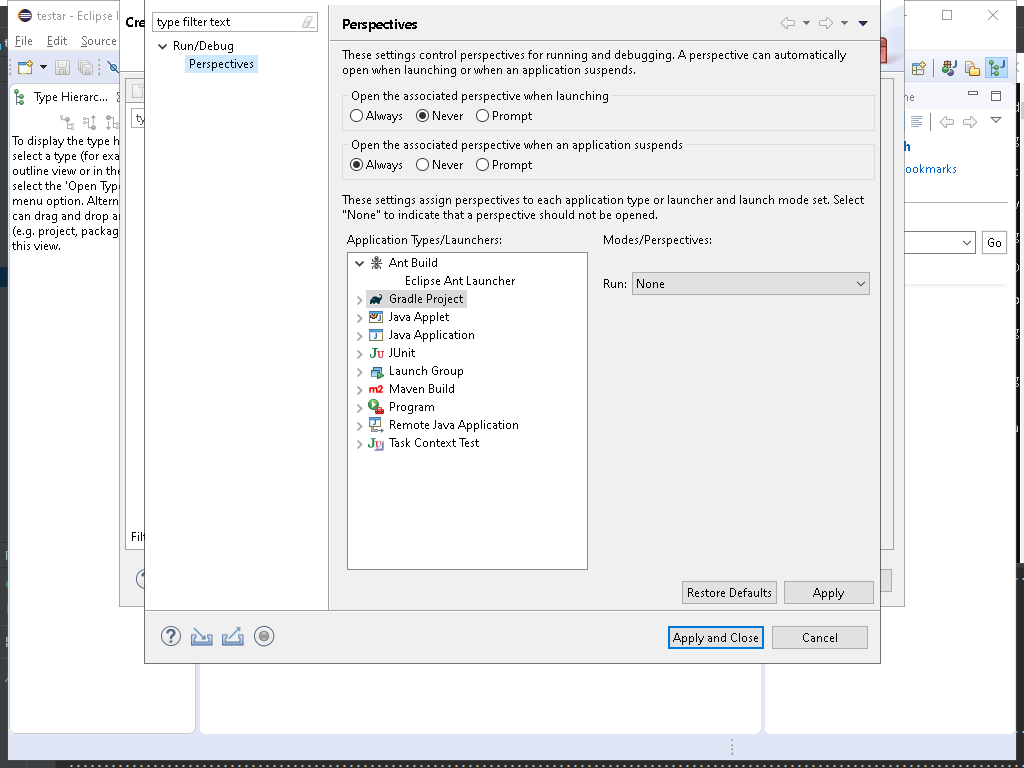 testar - Eclipse I
File Edit Source
Cre
Type Hierarc...
To display the type h
select a type (for exa
outline view or in the
select the 'Open Type
menu option. Altern
can drag and drop a
(e.g. project, packag
this view.
type filter text
Run/Debug
Perspectives
Perspectives
These settings control perspectives for running and debugging. A perspective can automatically
open when launching or when an application suspends.
Open the associated perspective when launching
Always Never Prompt
Open the associated perspective when an application suspends
Always Never Prompt
These settings assign perspectives to each application type or launcher and launch mode set. Select
"None" to indicate that a perspective should not be opened.
Application Types/Launchers:
Modes/Perspectives:
Ant Build
Eclipse Ant Launcher
Gradle Project
Java Applet
Java Application
JUnit
Launch Group
Maven Build
Program
Remote Java Application
Task Context Test
Run: None
Restore Defaults
Apply
Apply and Close
Cancel
ty
Filt
ne
h
ookmarks
Go